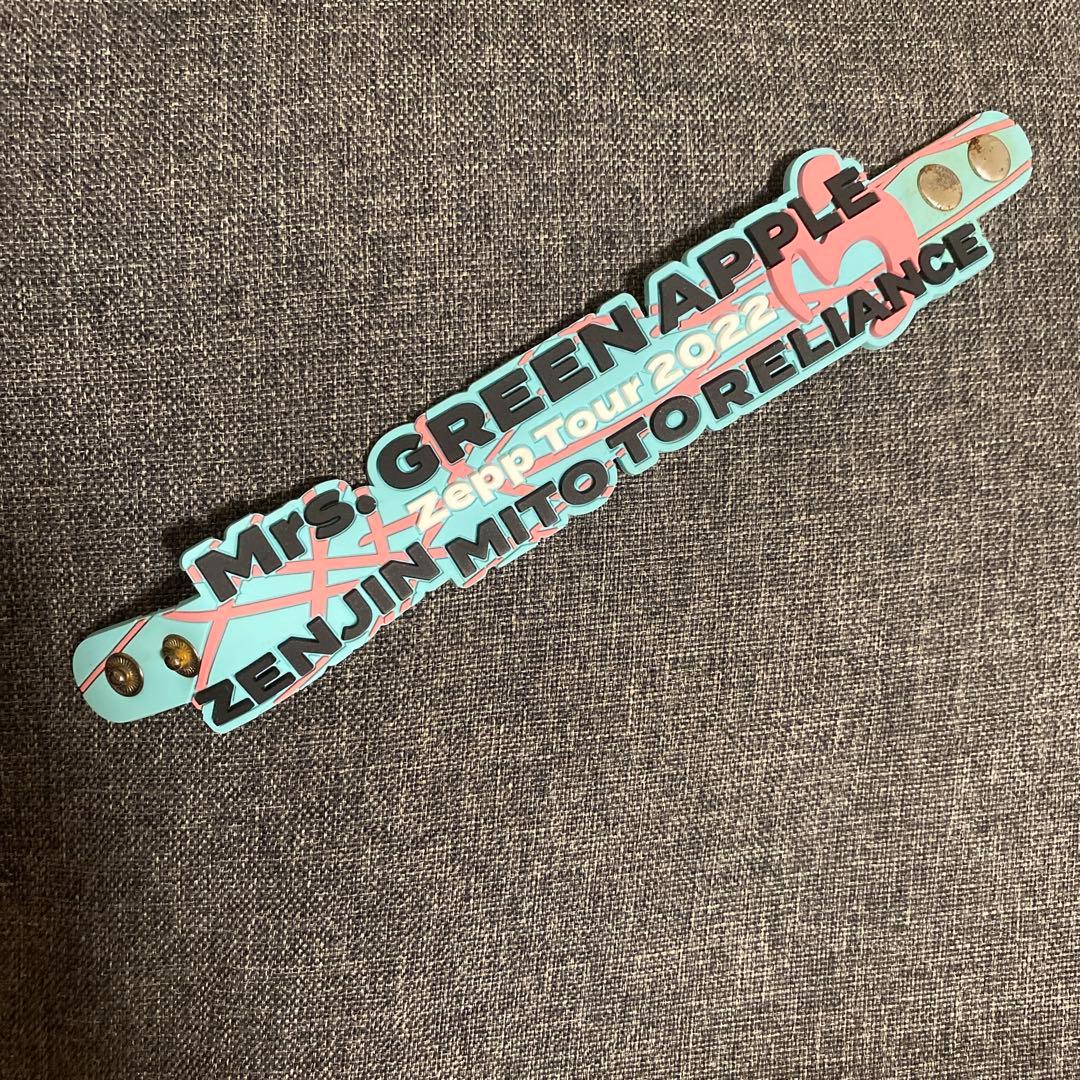 Mrs. GREEN APPLE
Zepp Tour 2022
ZENJIN MITO TO RELIANCE